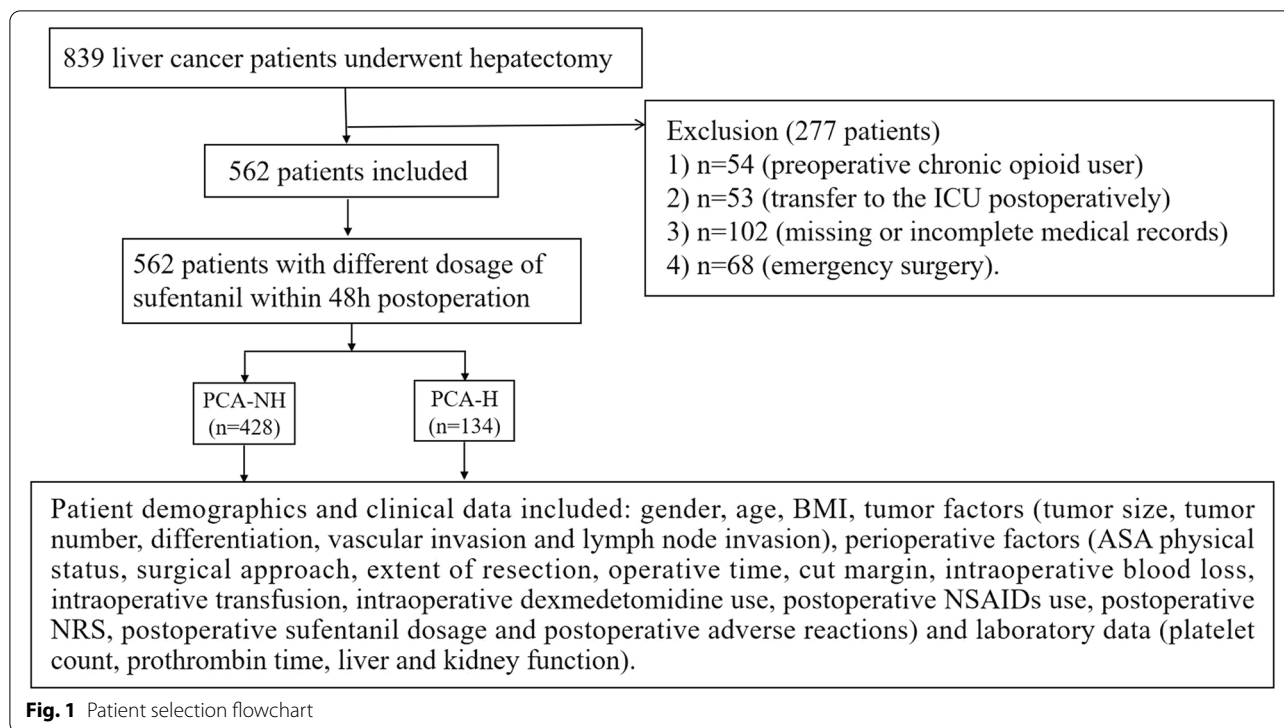 839 liver cancer patients underwent hepatectomy
Exclusion (277 patients)
1) n=54 (preoperative chronic opioid user)
2) n=53 (transfer to the ICU postoperatively)
3) n=102 (missing or incomplete medical records)
4) n=68 (emergency surgery).
562 patients included
562 patients with different dosage of
sufentanil within 48h postoperation
PCA-NH
(n=428)
PCA-H
(n=134)
Patient demographics and clinical data included: gender, age, BMI, tumor factors (tumor size, tumor
number, differentiation, vascular invasion and lymph node invasion), perioperative factors (ASA physical
status, surgical approach, extent of resection, operative time, cut margin, intraoperative blood loss,
intraoperative transfusion, intraoperative dexmedetomidine use, postoperative NSAIDs use, postoperative
NRS, postoperative sufentanil dosage and postoperative adverse reactions) and laboratory data (platelet
count, prothrombin time, liver and kidney function).
Fig. 1 Patient selection flowchart